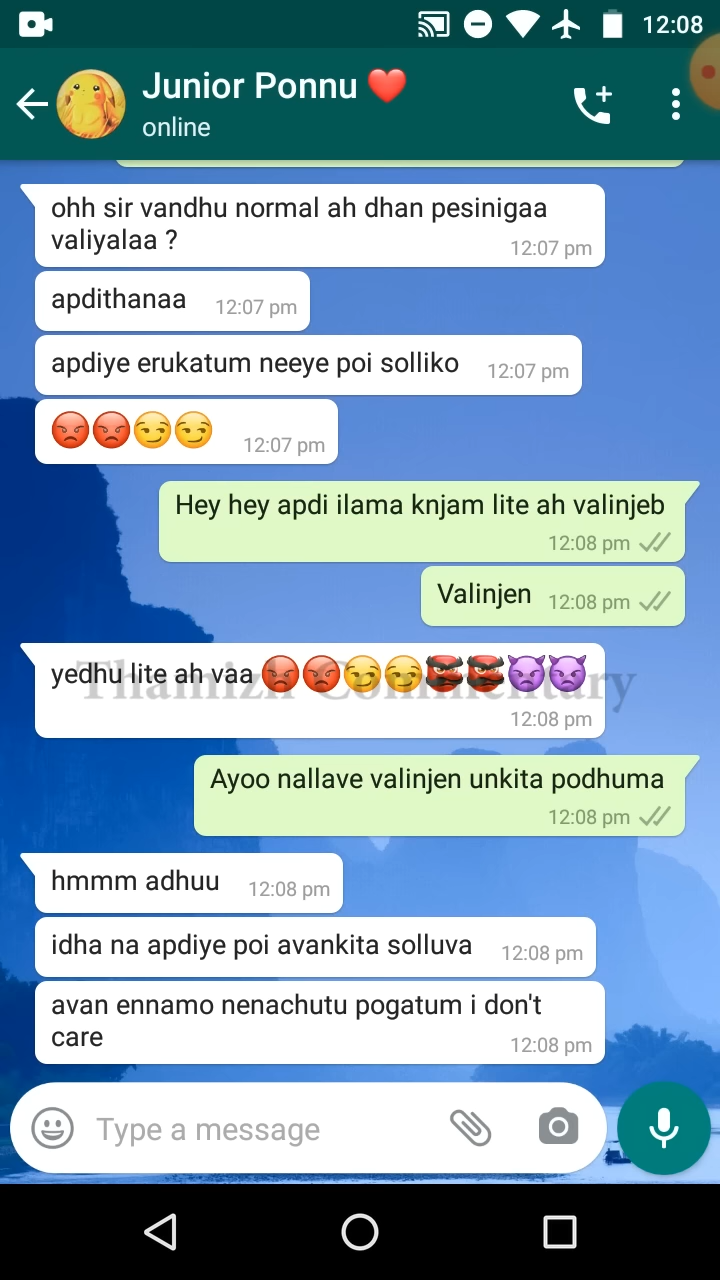 12:08
Junior Ponnu ❤️
online
ohh sir vandhu normal ah dhan pesinigaa
valiyalaa ?
12:07 pm
apdithanaa 12:07 pm
apdiye erukatum neeye poi solliko 12:07 pm
😡😡😏😏 12:07 pm
Hey hey apdi ilama knjam lite ah valinjeb
12:08 pm
Valinjen 12:08 pm
yedhu lite ah vaa 😡😡😏😏👹👹👿👿
Thamizh Commentary
12:08 pm
Ayoo nallave valinjen unkita podhuma
12:08 pm
hmmm adhuu 12:08 pm
idha na apdiye poi avankita solluva 12:08 pm
avan ennamo nenachutu pogatum i don't
care
12:08 pm
Type a message